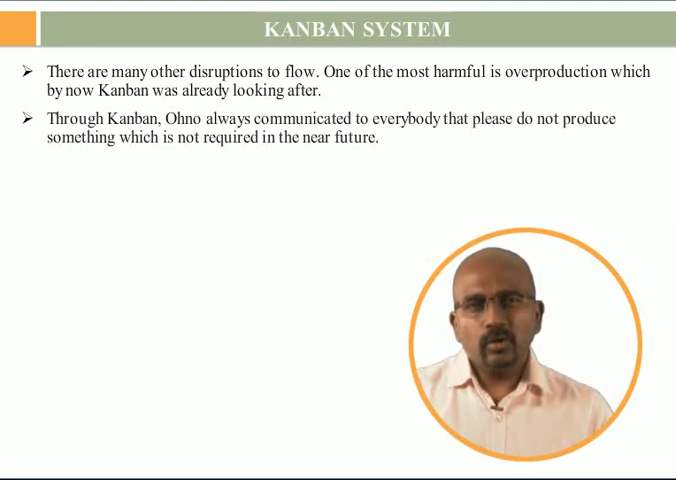 KANBAN SYSTEM
There are many other disruptions to flow. One of the most harmful is overproduction which
by now Kanban was already looking after.
Through Kanban, Ohno always communicated to everybody that please do not produce
something which is not required in the near future.